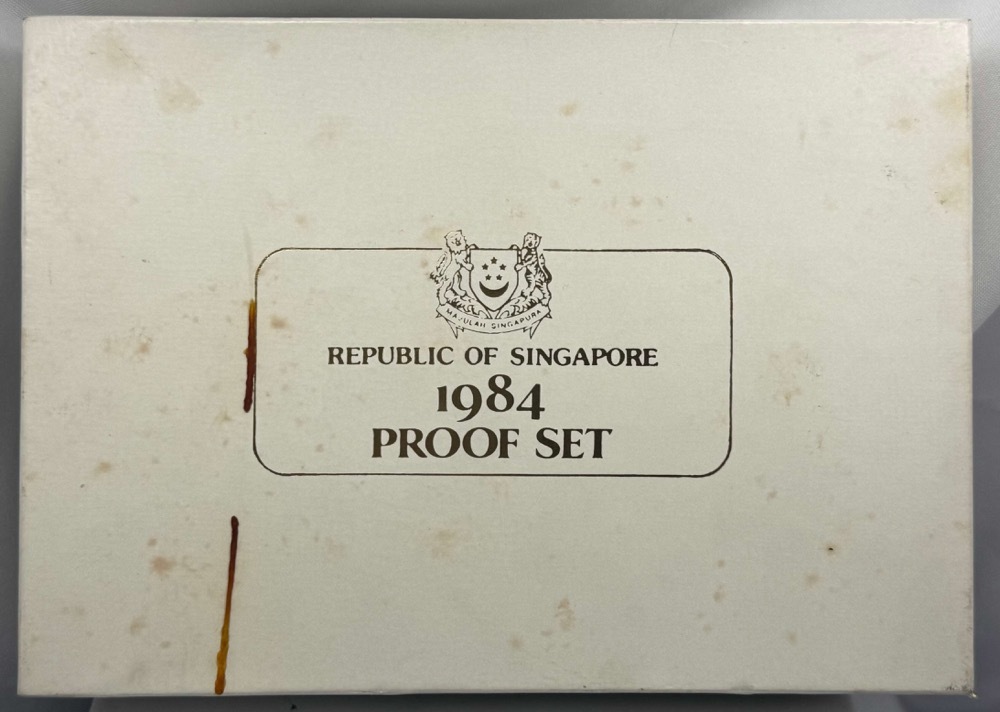 MAJULAH SINGAPURA
REPUBLIC OF SINGAPORE
1984
PROOF SET